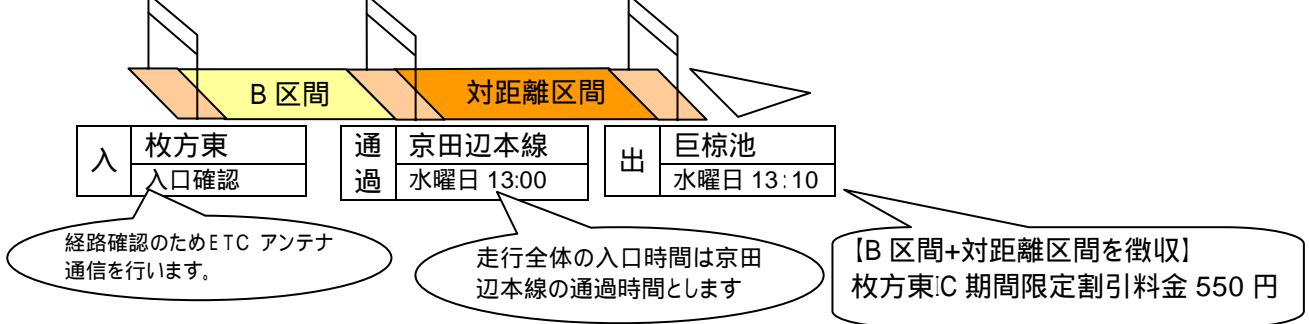 B 区間
対距離区間
入
枚方東
入口確認
通過
京田辺本線
水曜日 13:00
出
巨椋池
水曜日 13:10
経路確認のためETC アンテナ
通信を行います。
走行全体の入口時間は京田
辺本線の通過時間とします
【B 区間+対距離区間を徴収】
枚方東IC 期間限定割引料金 550 円